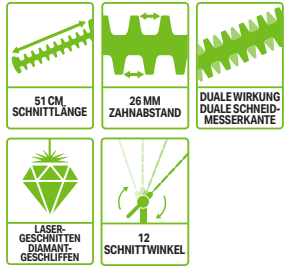 51 CM
SCHNITTLÄNGE
26 MM
ZAHNABSTAND
DUALE WIRKUNG
DUALE SCHNEID-
MESSERKANTE
LASER-
GESCHNITTEN
DIAMANT-
GESCHLIFFEN
12
SCHNITTWINKEL